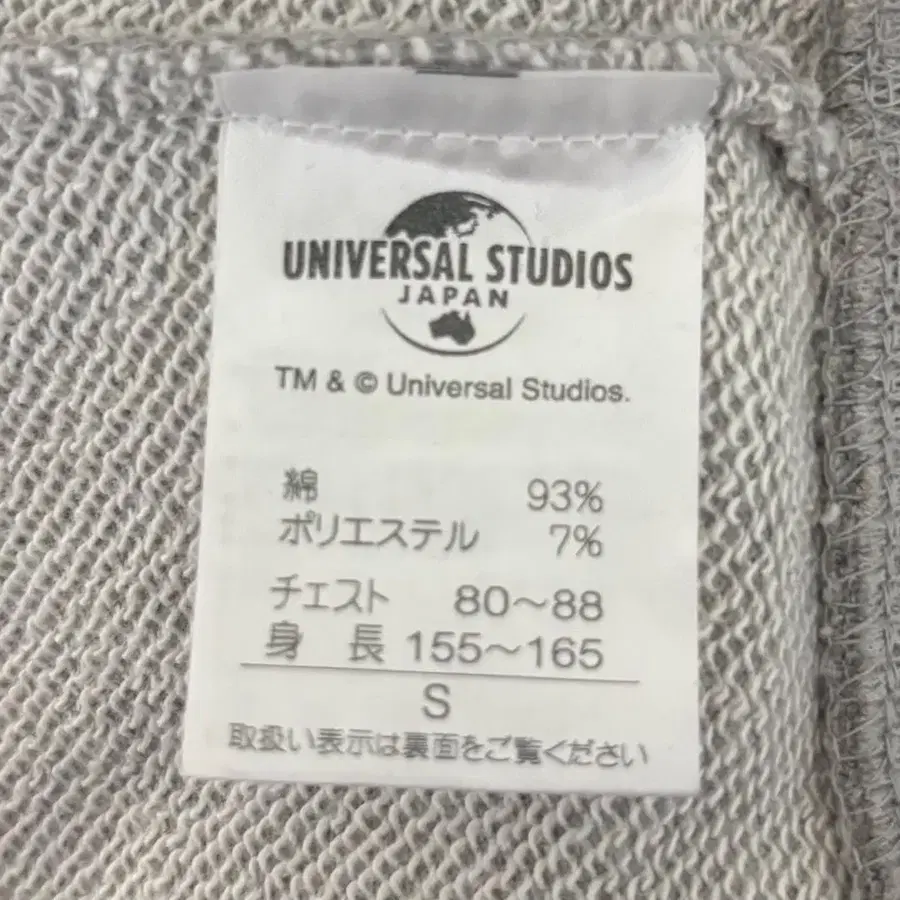 UNIVERSAL STUDIOS
JAPAN
TM & © Universal Studios.
綿 93%
ポリエステル 7%
チェスト 80～88
身 長 155～165
S
取扱い表示は裏面をご覧ください